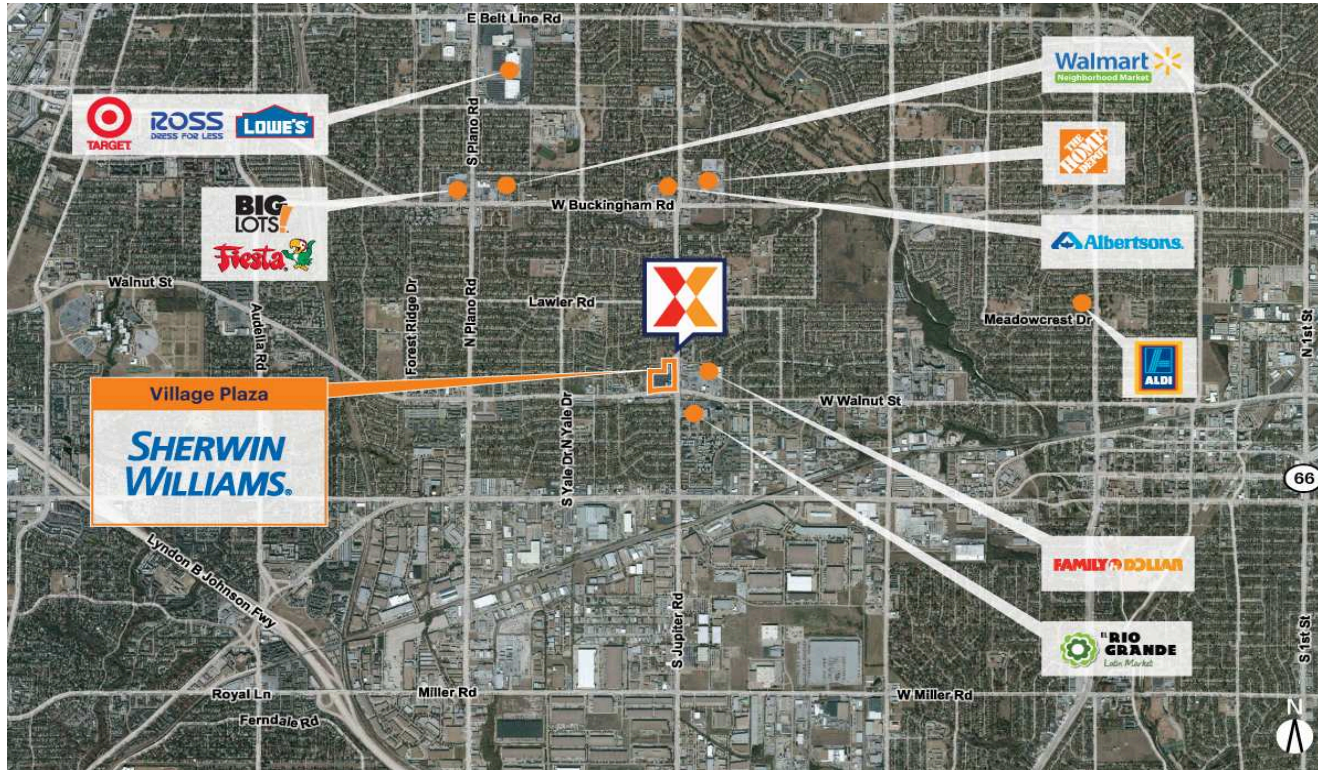 E Belt Line Rd
Walmart
Neighborhood Market
TARGET
ROSS
DRESS FOR LESS
LOWE'S
S Plano Rd
THE
HOME
DEPOT
BIG
LOTS!
Fiesta
W Buckingham Rd
Albertsons
Walnut St
Audelia Rd
Forest Ridge Dr
N Plano Rd
Lawler Rd
Meadowcrest Dr
N 1st St
ALDI
Village Plaza
SHERWIN
WILLIAMS®
S Yale Dr
N Yale Dr
W Walnut St
66
Lyndon B Johnson Fwy
S Jupiter Rd
FAMILY DOLLAR
EL
RIO
GRANDE
Latin Market
S 1st St
Royal Ln
Miller Rd
W Miller Rd
Ferndale Rd
N